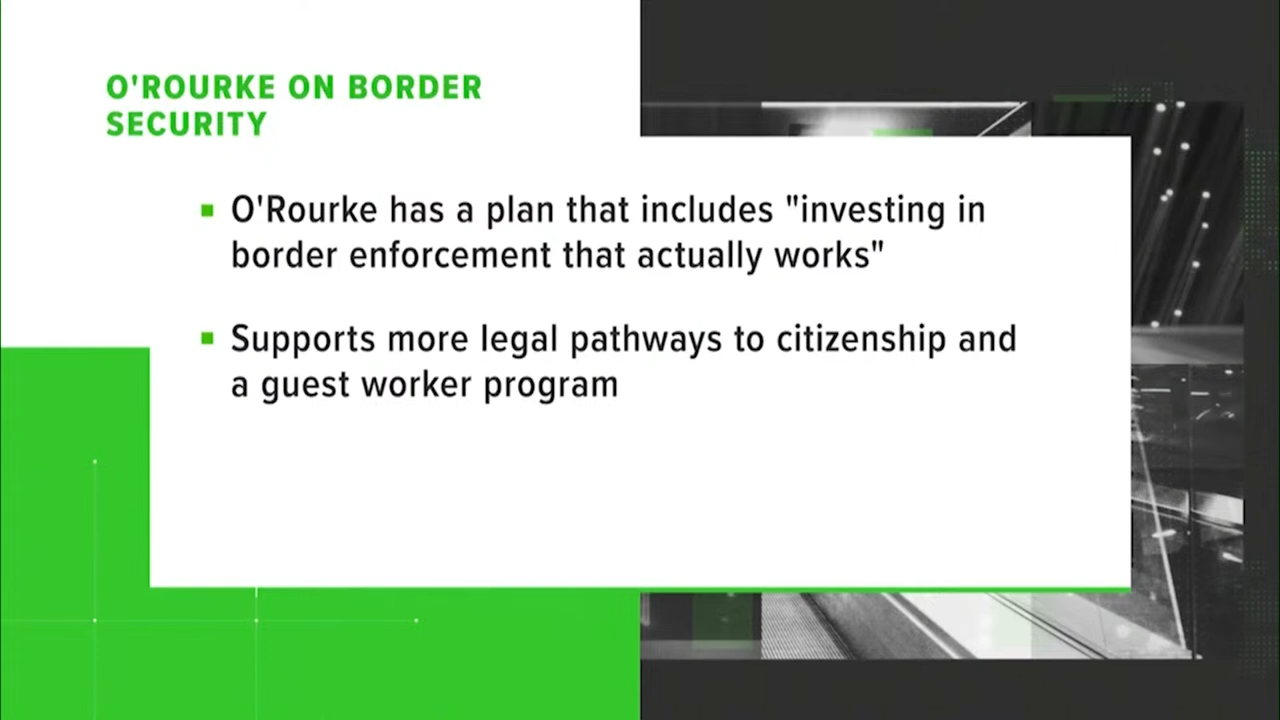 O'ROURKE ON BORDER
SECURITY
O'Rourke has a plan that includes "investing in
border enforcement that actually works"
Supports more legal pathways to citizenship and
a guest worker program